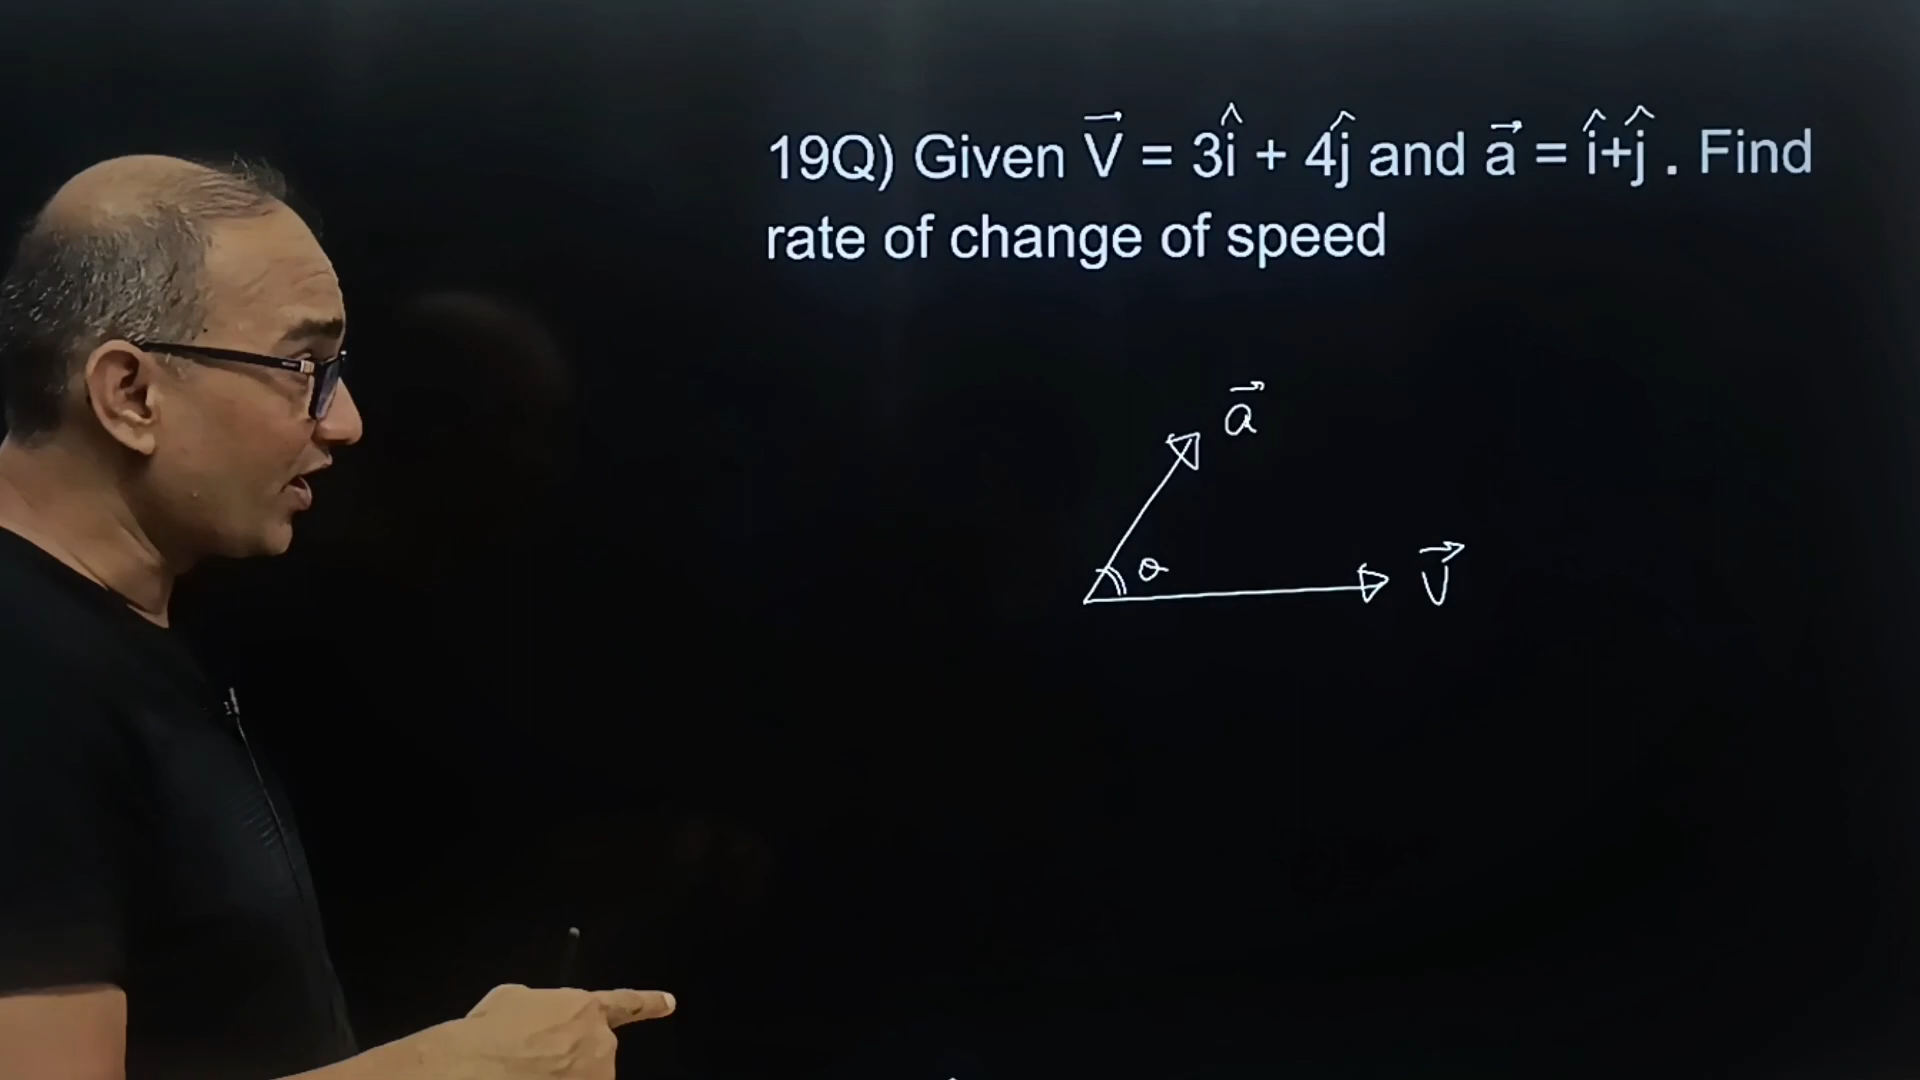 19Q) Given V⃗ = 3î + 4ĵ and a⃗ = î+ĵ . Find
rate of change of speed
a⃗
θ
V⃗